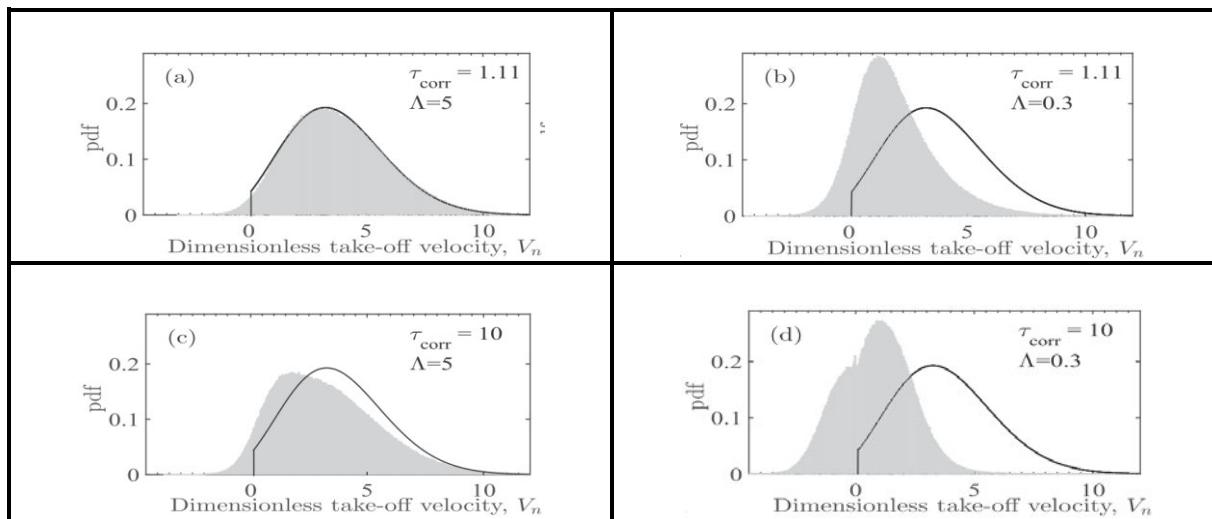 (a)
τcorr = 1.11
Λ=5
pdf
0.2
0.1
0
0 5 10
Dimensionless take-off velocity, Vn
(b)
τcorr = 1.11
Λ=0.3
pdf
0.2
0.1
0
0 5 10
Dimensionless take-off velocity, Vn
(c)
τcorr = 10
Λ=5
pdf
0.2
0.1
0
0 5 10
Dimensionless take-off velocity, Vn
(d)
τcorr = 10
Λ=0.3
pdf
0.2
0.1
0
0 5 10
Dimensionless take-off velocity, Vn